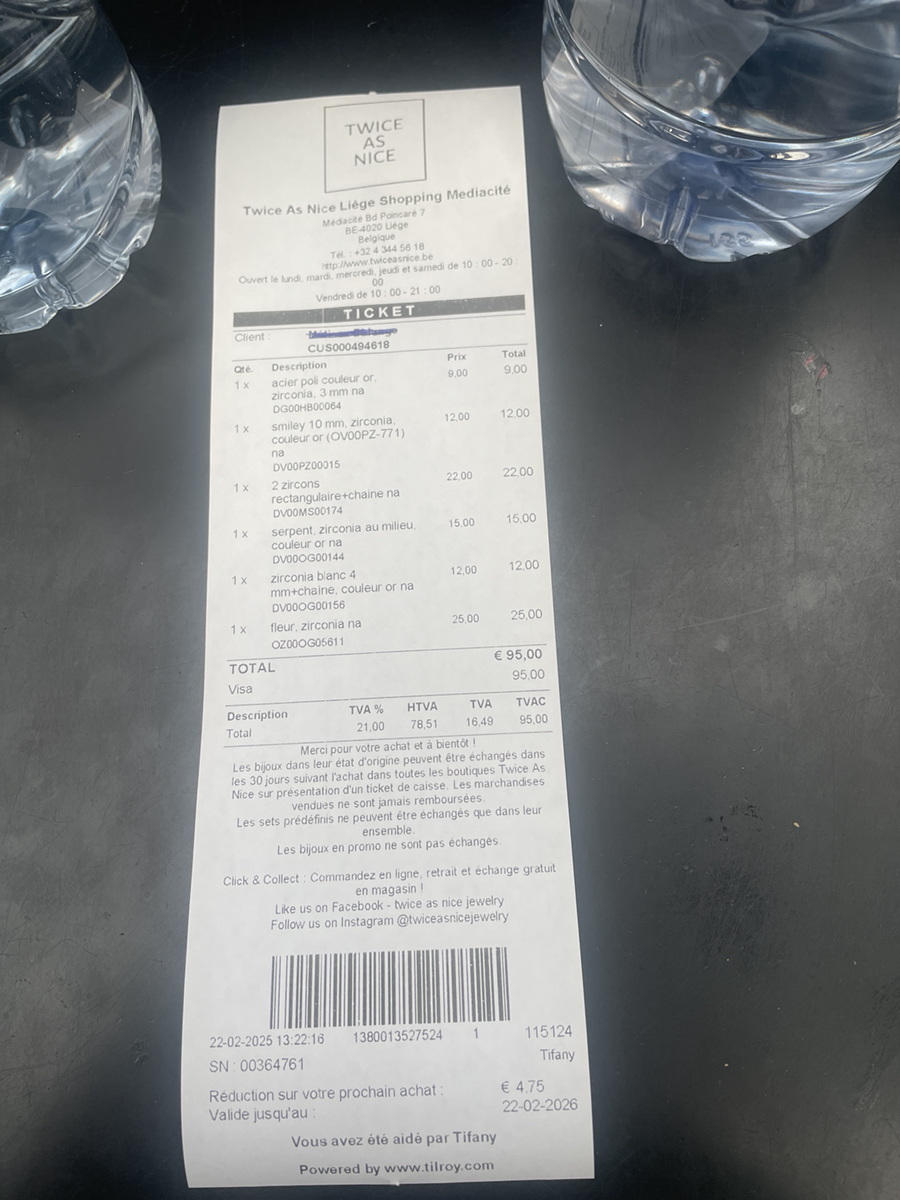 TWICE
AS
NICE
Twice As Nice Liége Shopping Mediacité
Médiacité Bd Poincaré 7
BE-4020 Liége
Belgique
Tél. : +32 4 344 56 18
http://www.twiceasnice.be
Ouvert le lundi, mardi, mercredi, jeudi et samedi de 10 : 00 - 20 :
00
Vendredi de 10 : 00 - 21 : 00
TICKET
Client :
CUS000494618
Qté. Description Prix Total
1 x acier poli couleur or, 9,00 9,00
zirconia, 3 mm na
DG00HB00064
1 x smiley 10 mm, zirconia, 12,00 12,00
couleur or (OV00PZ-771)
na
DV00PZ00015
1 x 2 zircons 22,00 22,00
rectangulaire+chaine na
DV00MS00174
1 x serpent, zirconia au milieu, 15,00 15,00
couleur or na
DV00OG00144
1 x zirconia blanc 4 12,00 12,00
mm+chaine, couleur or na
DV00OG00156
1 x fleur, zirconia na 25,00 25,00
OZ00OG05611
TOTAL € 95,00
Visa 95,00
Description TVA % HTVA TVA TVAC
Total 21,00 78,51 16,49 95,00
Merci pour votre achat et à bientôt !
Les bijoux dans leur état d'origine peuvent être échangés dans
les 30 jours suivant l'achat dans toutes les boutiques Twice As
Nice sur présentation d'un ticket de caisse. Les marchandises
vendues ne sont jamais remboursées.
Les sets prédéfinis ne peuvent être échangés que dans leur
ensemble.
Les bijoux en promo ne sont pas échangés.
Click & Collect : Commandez en ligne, retrait et échange gratuit
en magasin !
Like us on Facebook - twice as nice jewelry
Follow us on Instagram @twiceasnicejewelry
22-02-2025 13:22:16 1380013527524 1 115124
SN : 00364761 Tifany
Réduction sur votre prochain achat : € 4,75
Valide jusqu'au : 22-02-2026
Vous avez été aidé par Tifany
Powered by www.tilroy.com